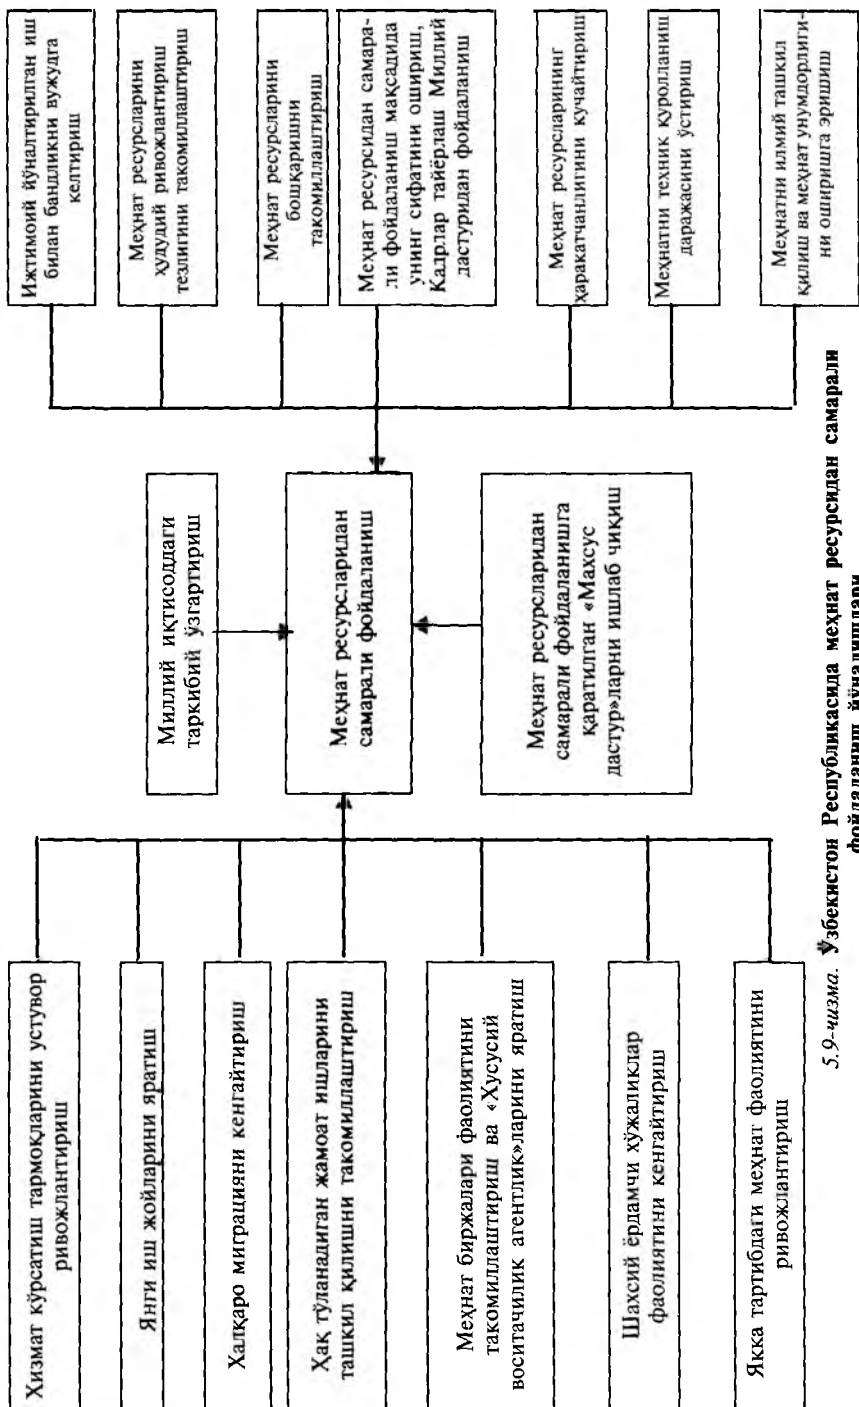 Хизмат кўрсатиш тармоқларини устувор
ривожлантириш
Янги иш жойларини яратиш
Халқаро миграцияни кенгайтириш
Ҳақ тўланадиган жамоат ишларини
ташкил қилишни такомиллаштириш
Меҳнат биржалари фаолиятини
такомиллаштириш ва «Хусусий
воситачилик агентлик»ларини яратиш
Шахсий ёрдамчи хўжаликлар
фаолиятини кенгайтириш
Якка тартибдаги меҳнат фаолиятини
ривожлантириш
Миллий иқтисоддаги
таркибий ўзгартириш
Меҳнат ресурсларидан
самарали фойдаланиш
Меҳнат ресурсларидан
самарали фойдаланишга
қаратилган «Махсус
дастур»ларни ишлаб чиқиш
Ижтимоий йўналтирилган иш
билан бандликни вужудга
келтириш
Меҳнат ресурсларини
ҳудудий ривожлантириш
тезлигини такомиллаштириш
Меҳнат ресурсларини
бошқаришни
такомиллаштириш
Меҳнат ресурсидан самара-
ли фойдаланиш мақсадида
унинг сифатини ошириш,
Кадрлар тайёрлаш Миллий
дастуридан фойдаланиш
Меҳнат ресурсларининг
ҳаракатчанлигини кучайтириш
Меҳнатни техник қуролланиш
даражасини ўстириш
Меҳнатни илмий ташкил
қилиш ва меҳнат унумдорлиги-
ни оширишга эришиш
5.9-чизма. Ўзбекистон Республикасида меҳнат ресурсидан самарали
фойдаланиш йўналишлари